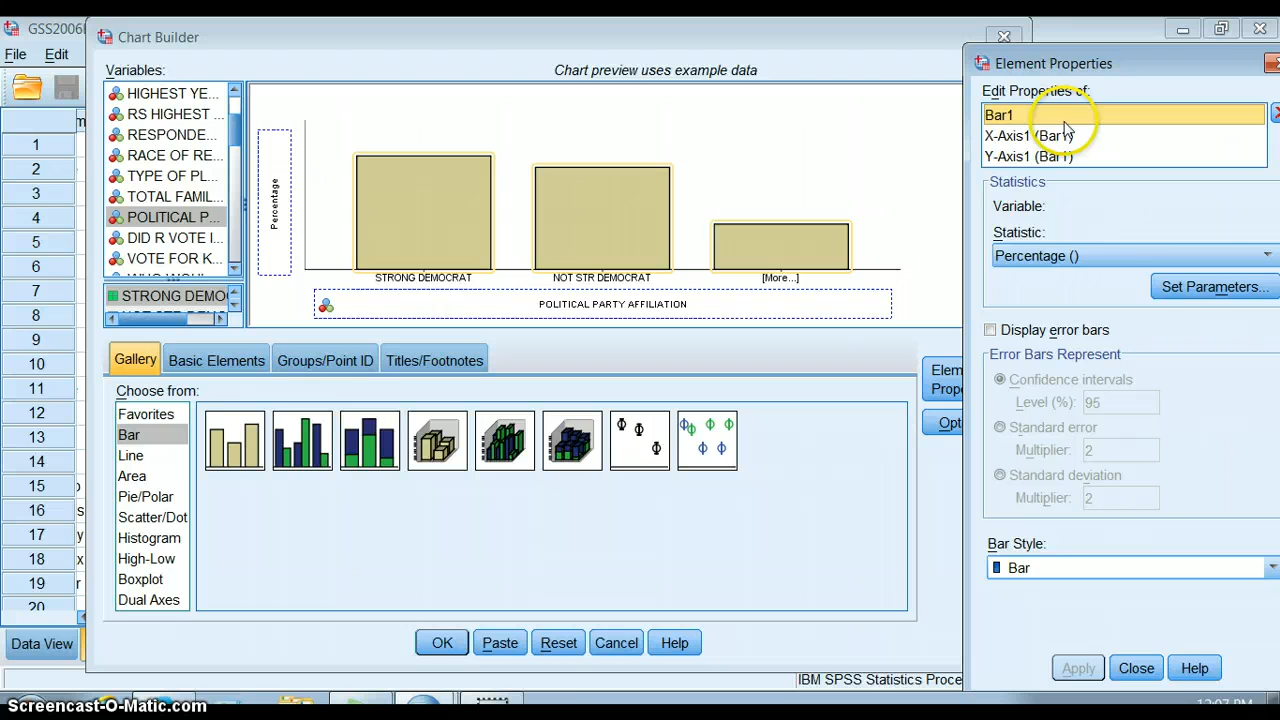 GSS2006
Chart Builder
File Edit
Variables:
Chart preview uses example data
HIGHEST YE...
RS HIGHEST ...
RESPONDE...
RACE OF RE...
TYPE OF PL...
TOTAL FAMIL...
POLITICAL P...
DID R VOTE I...
VOTE FOR K...
STRONG DEMO
Percentage
STRONG DEMOCRAT
NOT STR DEMOCRAT
[More...]
POLITICAL PARTY AFFILIATION
Gallery
Basic Elements
Groups/Point ID
Titles/Footnotes
Choose from:
Favorites
Bar
Line
Area
Pie/Polar
Scatter/Dot
Histogram
High-Low
Boxplot
Dual Axes
Elem
Prope
Opt
OK
Paste
Reset
Cancel
Help
Element Properties
Edit Properties of:
Bar1
X-Axis1 (Bar1)
Y-Axis1 (Bar1)
Statistics
Variable:
Statistic:
Percentage ()
Set Parameters...
Display error bars
Error Bars Represent
Confidence intervals
Level (%): 95
Standard error
Multiplier: 2
Standard deviation
Multiplier: 2
Bar Style:
Bar
Apply
Close
Help
1
2
3
4
5
6
7
8
9
10
11
12
13
14
15
16
17
18
19
20
Data View
IBM SPSS Statistics Proce
Screencast-O-Matic.com